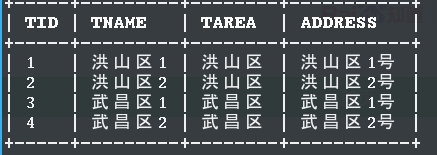 TID | TNAME | TAREA | ADDRESS
1 | 洪山区1 | 洪山区 | 洪山区1号
2 | 洪山区2 | 洪山区 | 洪山区2号
3 | 武昌区1 | 武昌区 | 武昌区1号
4 | 武昌区2 | 武昌区 | 武昌区2号